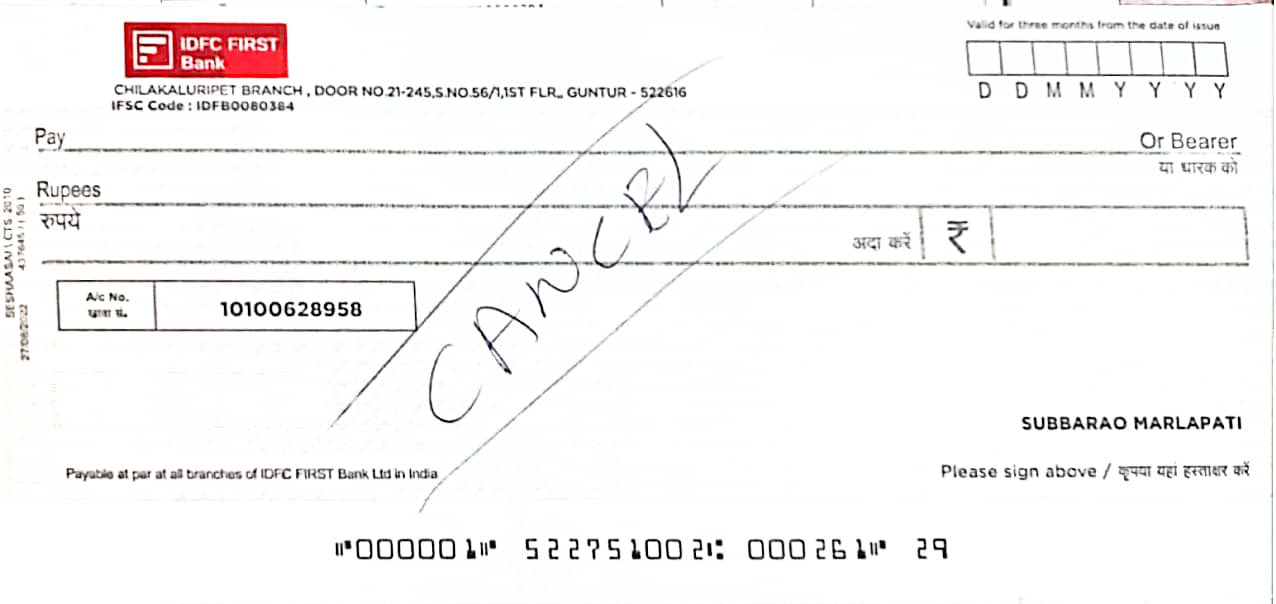 Valid for three months from the date of issue
IDFC FIRST
Bank
D D M M Y Y Y Y
CHILAKALURIPET BRANCH , DOOR NO.21-245,S.NO.56/1,1ST FLR., GUNTUR - 522616
IFSC Code : IDFB0080384
Pay Or Bearer
या धारक को
Rupees
रुपये
अदा करें ₹
CANCEL
A/c No. 10100628958
खाता सं.
SESHAASAI \ CTS 2010
437645 / ( 50 )
27/08/2022
SUBBARAO MARLAPATI
Payable at par at all branches of IDFC FIRST Bank Ltd in India
Please sign above / कृपया यहां हस्ताक्षर करें
⑈000001⑈ 522751002⑆ 000261⑈ 29